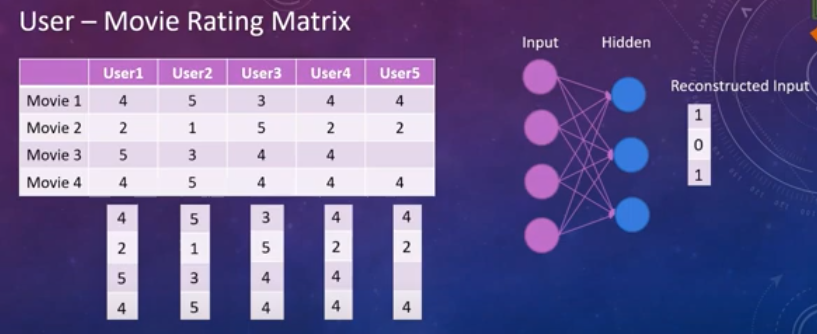 User – Movie Rating Matrix
User1 User2 User3 User4 User5
Movie 1 4 5 3 4 4
Movie 2 2 1 5 2 2
Movie 3 5 3 4 4
Movie 4 4 5 4 4 4
4 5 3 4 4
2 1 5 2 2
5 3 4 4
4 5 4 4 4
Input Hidden
Reconstructed Input
1
0
1